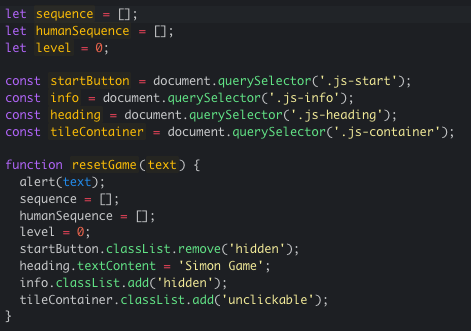 let sequence = [];
let humanSequence = [];
let level = 0;

const startButton = document.querySelector('.js-start');
const info = document.querySelector('.js-info');
const heading = document.querySelector('.js-heading');
const tileContainer = document.querySelector('.js-container');

function resetGame(text) {
  alert(text);
  sequence = [];
  humanSequence = [];
  level = 0;
  startButton.classList.remove('hidden');
  heading.textContent = 'Simon Game';
  info.classList.add('hidden');
  tileContainer.classList.add('unclickable');
}